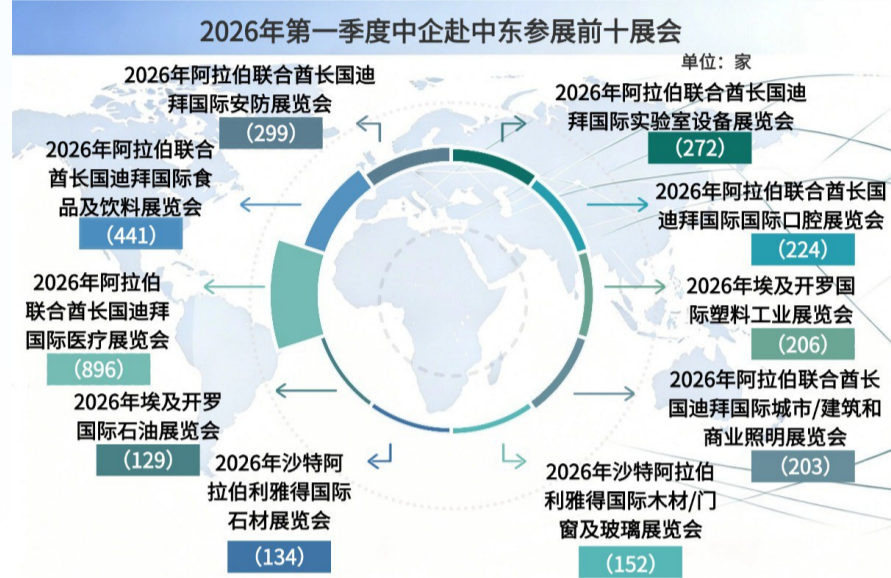 2026年第一季度中企赴中东参展前十展会
单位：家
2026年阿拉伯联合酋长国迪
拜国际安防展览会
（299）
2026年阿拉伯联合酋长国迪
拜国际实验室设备展览会
（272）
2026年阿拉伯联合
酋长国迪拜国际食
品及饮料展览会
（441）
2026年阿拉伯联合酋长国
迪拜国际国际口腔展览会
（224）
2026年阿拉伯
联合酋长国迪拜
国际医疗展览会
（896）
2026年埃及开罗国
际塑料工业展览会
（206）
2026年阿拉伯联合酋长
国迪拜国际城市/建筑和
商业照明展览会
（203）
2026年埃及开罗
国际石油展览会
（129）
2026年沙特阿
拉伯利雅得国际
石材展览会
（134）
2026年沙特阿拉伯
利雅得国际木材/门
窗及玻璃展览会
（152）